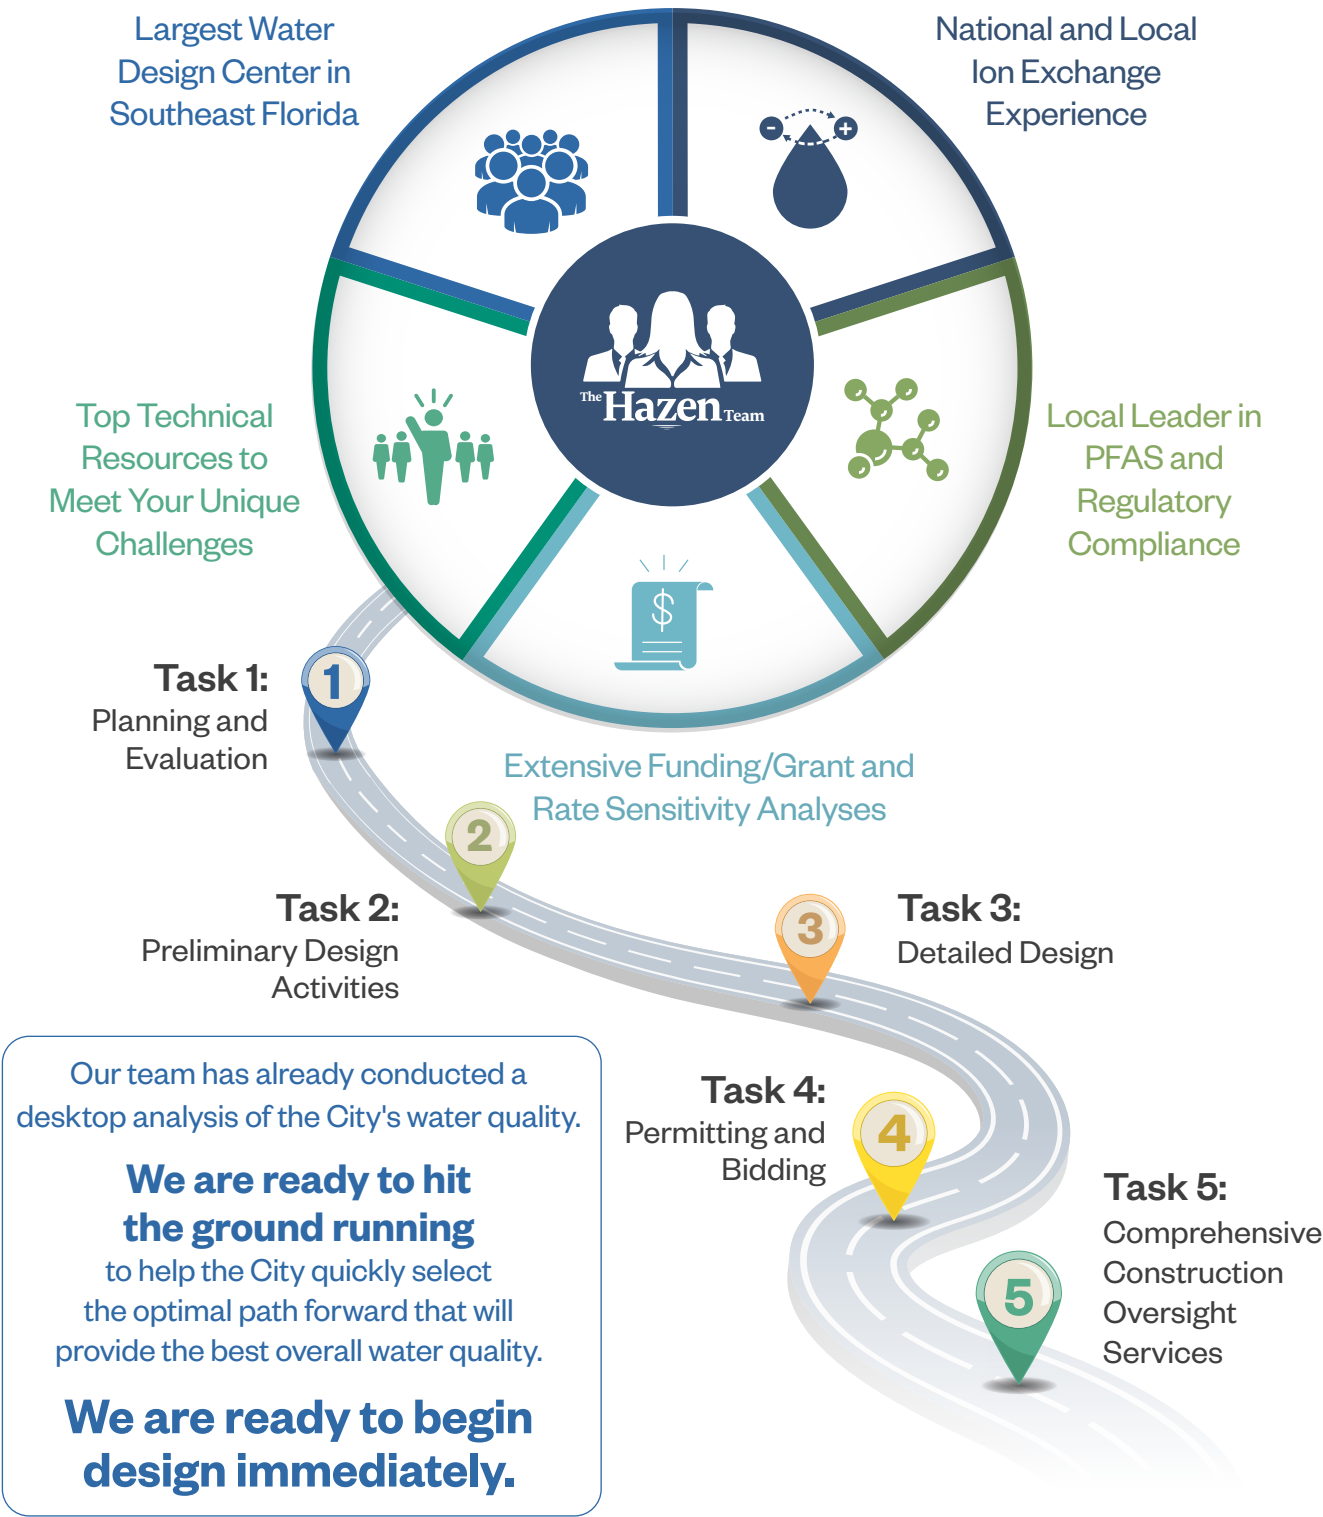 Largest Water
Design Center in
Southeast Florida
National and Local
Ion Exchange
Experience
-
+
The Hazen Team
Top Technical
Resources to
Meet Your Unique
Challenges
Local Leader in
PFAS and
Regulatory
Compliance
$
Extensive Funding/Grant and
Rate Sensitivity Analyses
1
Task 1:
Planning and
Evaluation
2
Task 2:
Preliminary Design
Activities
3
Task 3:
Detailed Design
4
Task 4:
Permitting and
Bidding
5
Task 5:
Comprehensive
Construction
Oversight
Services
Our team has already conducted a
desktop analysis of the City's water quality.
We are ready to hit
the ground running
to help the City quickly select
the optimal path forward that will
provide the best overall water quality.
We are ready to begin
design immediately.